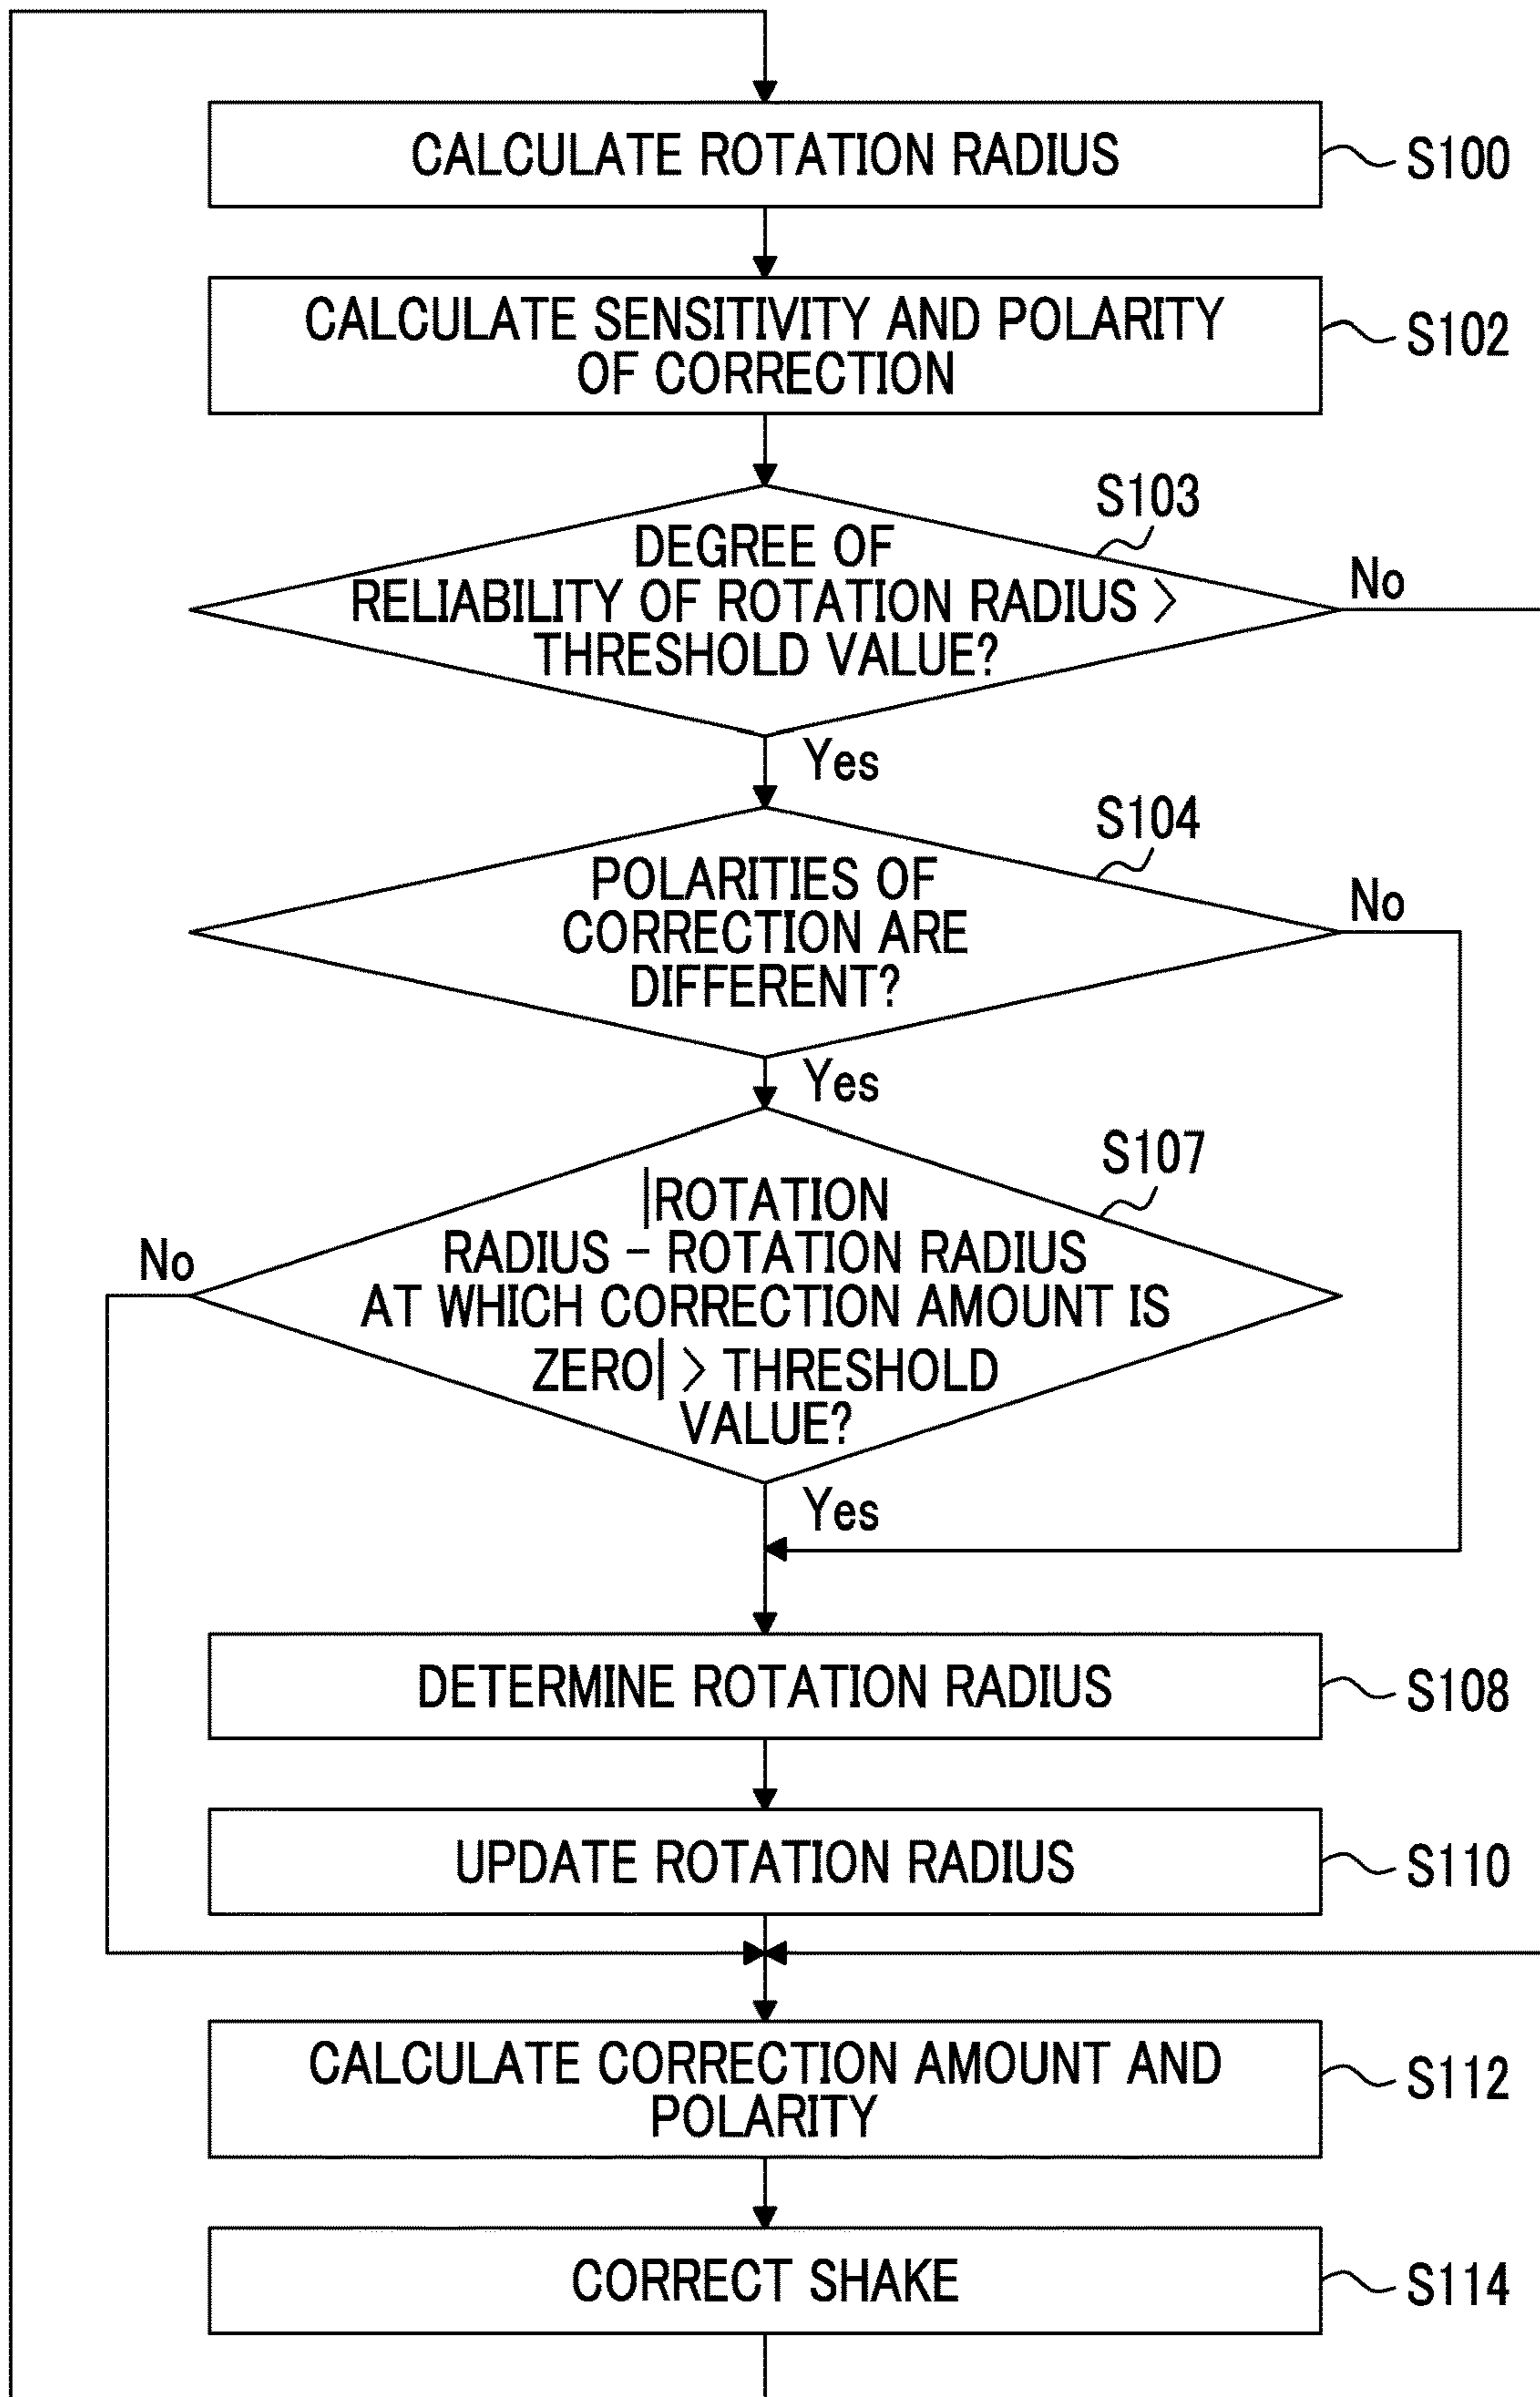 CALCULATE ROTATION RADIUS
S100
CALCULATE SENSITIVITY AND POLARITY
OF CORRECTION
S102
S103
DEGREE OF
RELIABILITY OF ROTATION RADIUS >
THRESHOLD VALUE?
No
Yes
S104
POLARITIES OF
CORRECTION ARE
DIFFERENT?
No
Yes
S107
|ROTATION
RADIUS - ROTATION RADIUS
AT WHICH CORRECTION AMOUNT IS
ZERO| > THRESHOLD
VALUE?
No
Yes
DETERMINE ROTATION RADIUS
S108
UPDATE ROTATION RADIUS
S110
CALCULATE CORRECTION AMOUNT AND
POLARITY
S112
CORRECT SHAKE
S114